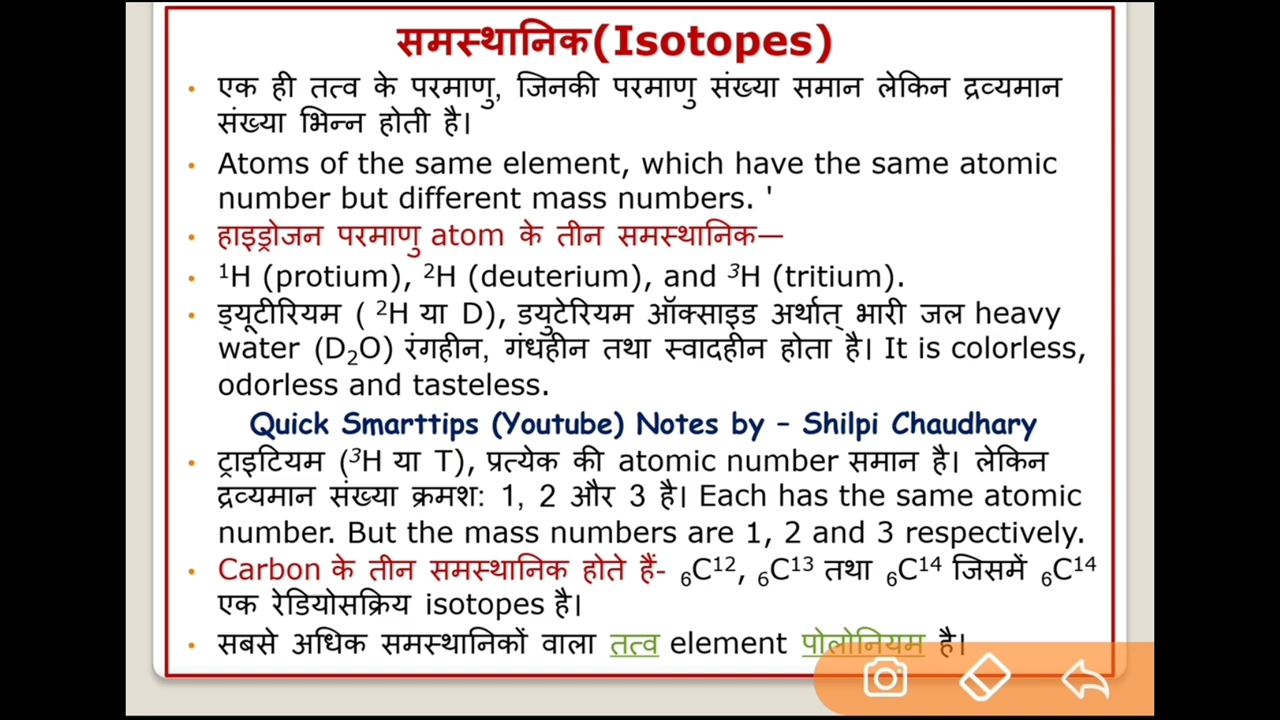 समस्थानिक(Isotopes)
• एक ही तत्व के परमाणु, जिनकी परमाणु संख्या समान लेकिन द्रव्यमान
संख्या भिन्न होती है।
• Atoms of the same element, which have the same atomic
number but different mass numbers. '
• हाइड्रोजन परमाणु atom के तीन समस्थानिक—
• ¹H (protium), ²H (deuterium), and ³H (tritium).
• ड्यूटीरियम ( ²H या D), डयुटेरियम ऑक्साइड अर्थात् भारी जल heavy
water (D₂O) रंगहीन, गंधहीन तथा स्वादहीन होता है। It is colorless,
odorless and tasteless.
Quick Smarttips (Youtube) Notes by – Shilpi Chaudhary
• ट्राइटियम (³H या T), प्रत्येक की atomic number समान है। लेकिन
द्रव्यमान संख्या क्रमश: 1, 2 और 3 है। Each has the same atomic
number. But the mass numbers are 1, 2 and 3 respectively.
• Carbon के तीन समस्थानिक होते हैं- ₆C¹², ₆C¹³ तथा ₆C¹⁴ जिसमें ₆C¹⁴
एक रेडियोसक्रिय isotopes है।
• सबसे अधिक समस्थानिकों वाला तत्व element पोलोनियम है।